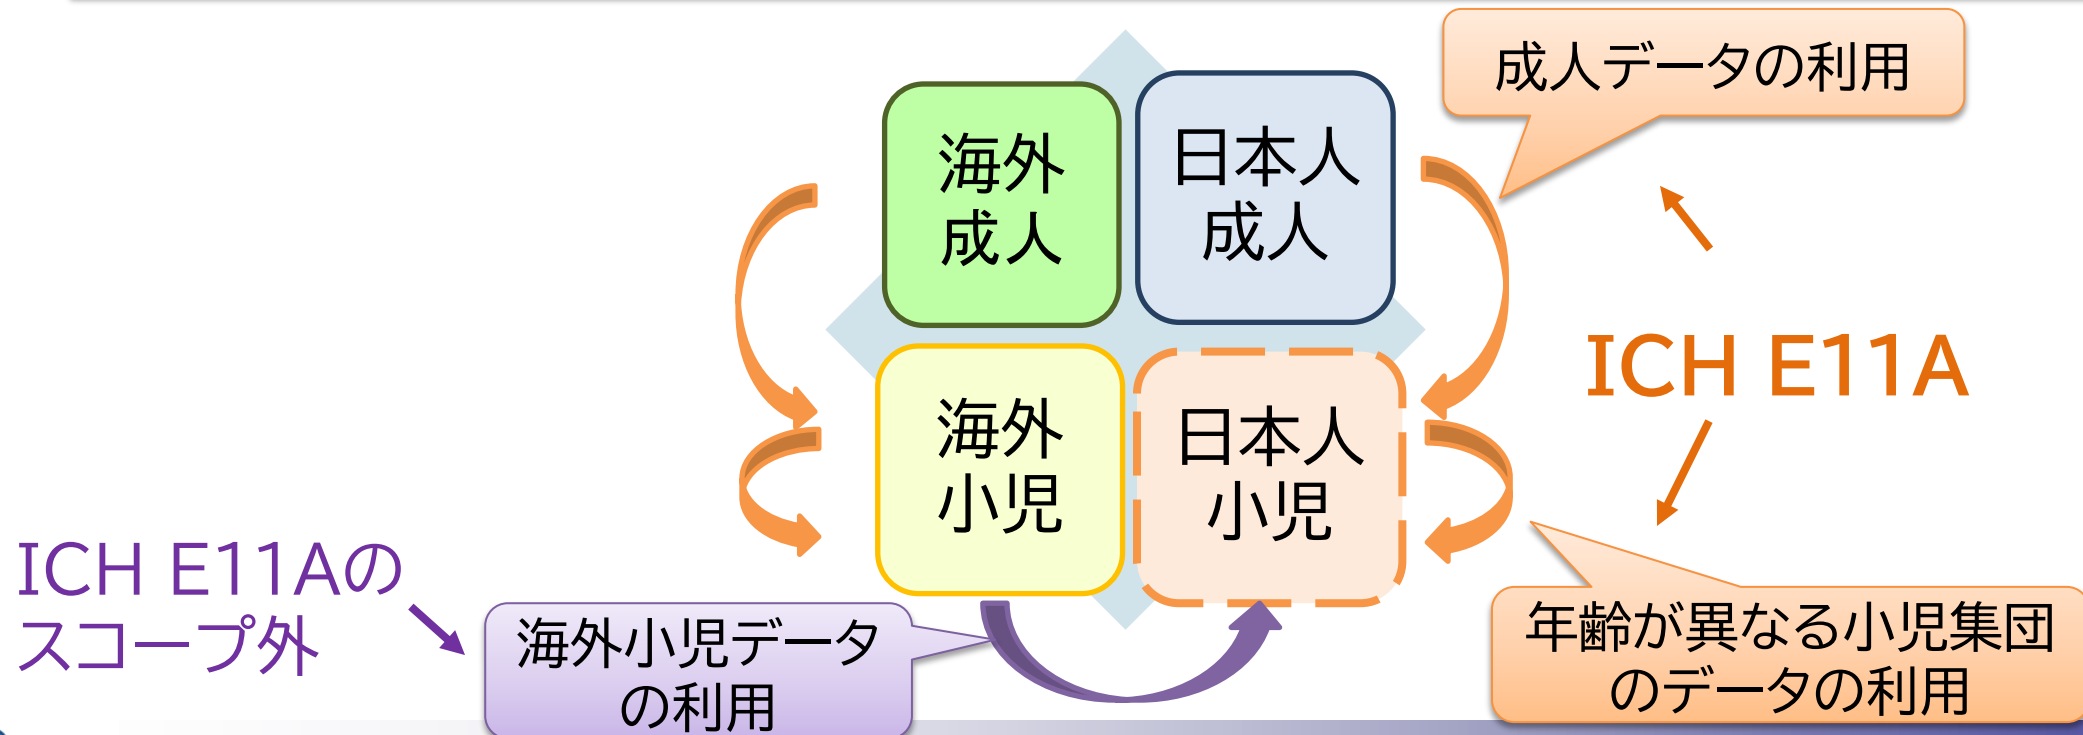 成人データの利用
海外
成人
日本人
成人
ICH E11A
海外
小児
日本人
小児
ICH E11Aの
スコープ外
海外小児データ
の利用
年齢が異なる小児集団
のデータの利用